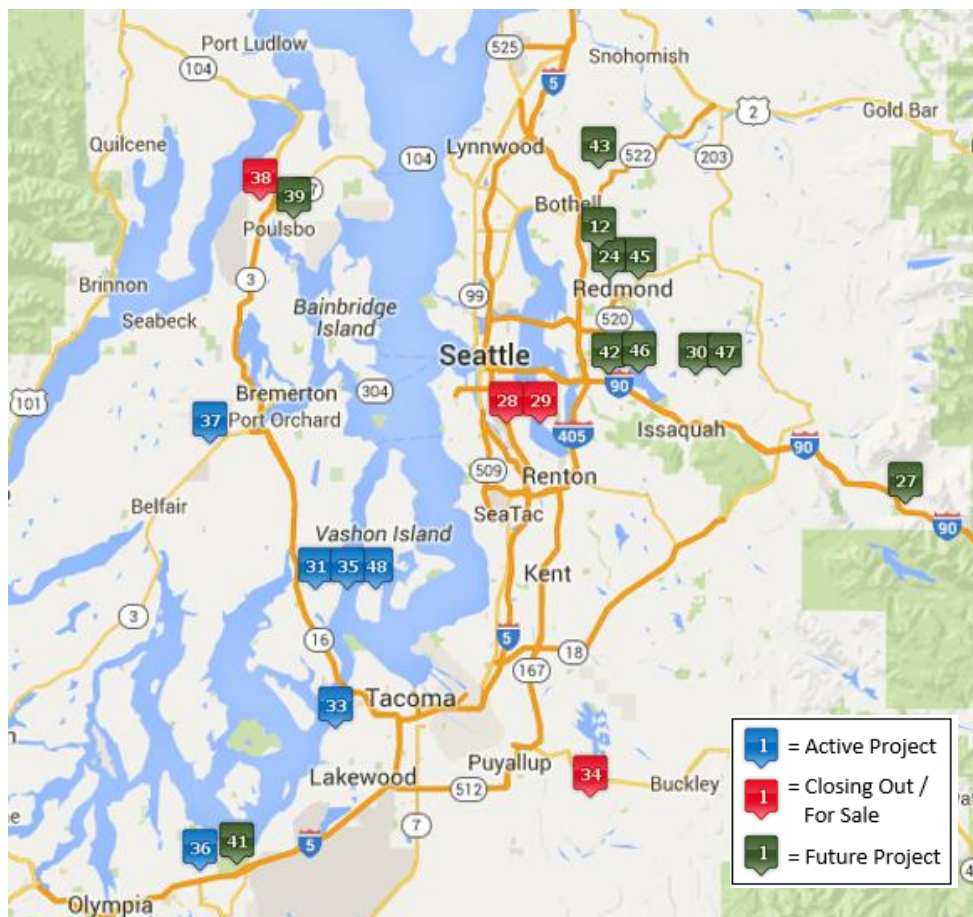 Port Ludlow
525
Snohomish
104
5
2
Gold Bar
Quilcene
Lynnwood
43
522
203
104
38
39
Bothell
12
Poulsbo
24
45
Brinnon
3
Redmond
99
Seabeck
Bainbridge
Island
520
Seattle
42
46
30
47
90
101
Bremerton
304
28
29
37
Port Orchard
405
Issaquah
90
509
Renton
27
Belfair
SeaTac
90
Vashon Island
31
35
48
Kent
3
16
5
18
167
33
Tacoma
1
= Active Project
Lakewood
Puyallup
34
Buckley
512
1
= Closing Out /
For Sale
7
36
41
5
1
= Future Project
Olympia